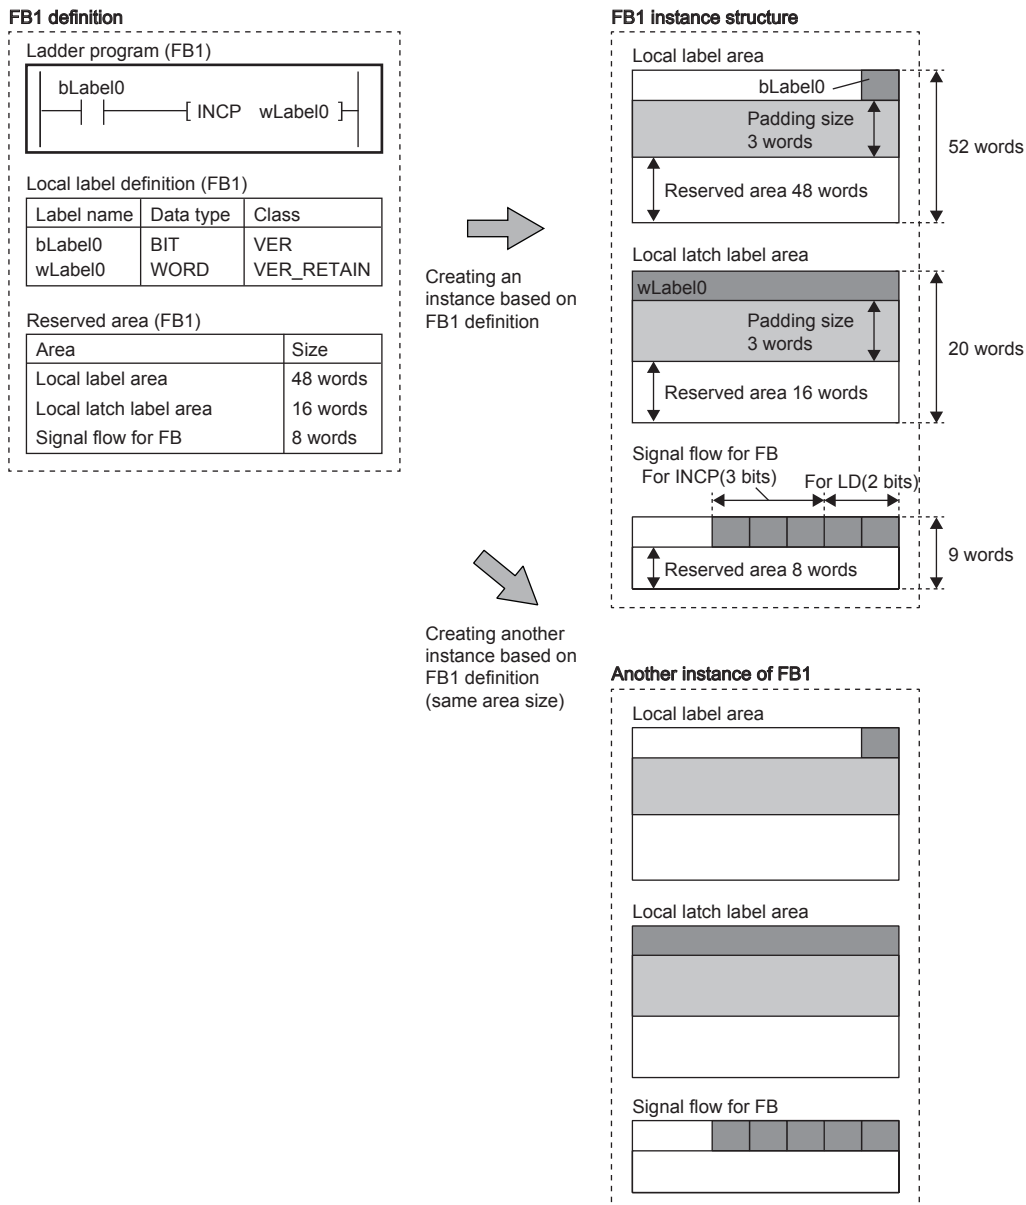 FB1 definition
Ladder program (FB1)
bLabel0
INCP wLabel0
Local label definition (FB1)
Label name Data type Class
bLabel0 BIT VER
wLabel0 WORD VER_RETAIN
Reserved area (FB1)
Area Size
Local label area 48 words
Local latch label area 16 words
Signal flow for FB 8 words
Creating an
instance based on
FB1 definition
FB1 instance structure
Local label area
bLabel0
Padding size
3 words
Reserved area 48 words
52 words
Local latch label area
wLabel0
Padding size
3 words
Reserved area 16 words
20 words
Signal flow for FB
For INCP(3 bits) For LD(2 bits)
Reserved area 8 words
9 words
Creating another
instance based on
FB1 definition
(same area size)
Another instance of FB1
Local label area
Local latch label area
Signal flow for FB